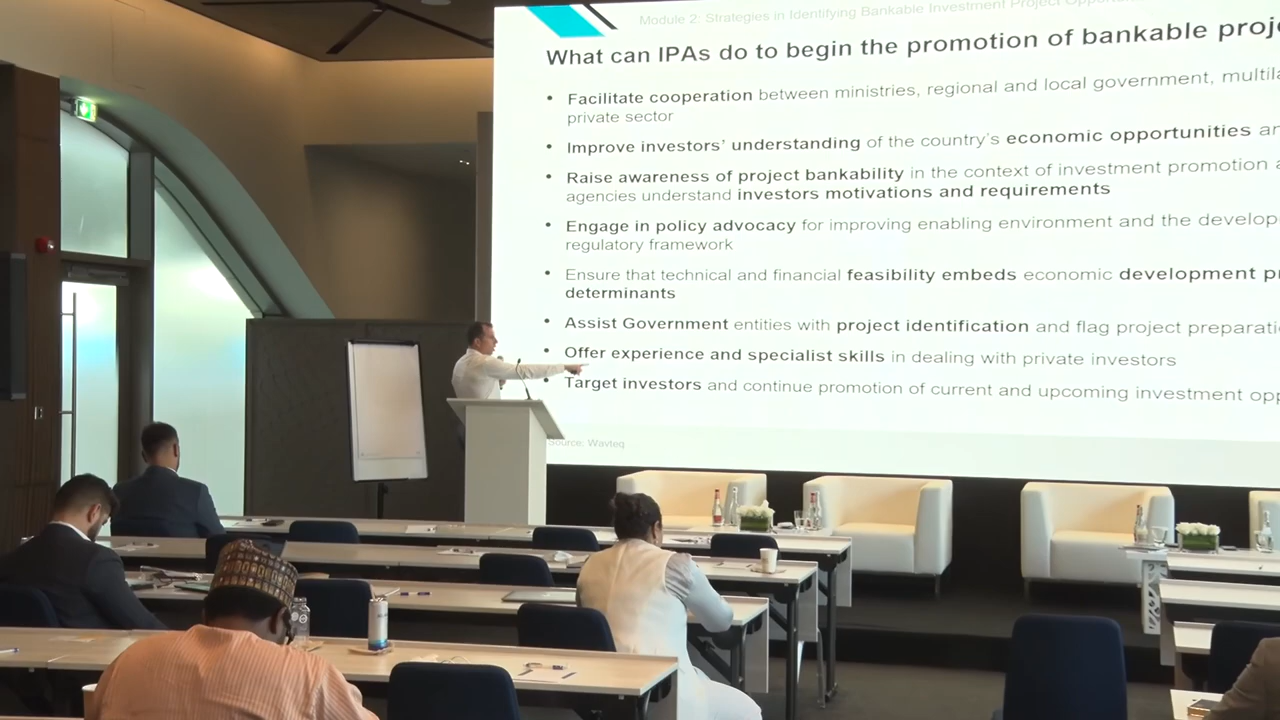 Module 2: Strategies in Identifying Bankable Investment Project
What can IPAs do to begin the promotion of bankable
• Facilitate cooperation between ministries, regional and local government,
private sector
• Improve investors' understanding of the country's economic opportunities
• Raise awareness of project bankability in the context of investment promotion
agencies understand investors motivations and requirements
• Engage in policy advocacy for improving enabling environment and the
regulatory framework
• Ensure that technical and financial feasibility embeds economic development
determinants
• Assist Government entities with project identification and flag project
• Offer experience and specialist skills in dealing with private investors
• Target investors and continue promotion of current and upcoming investment
Source: Wavteq